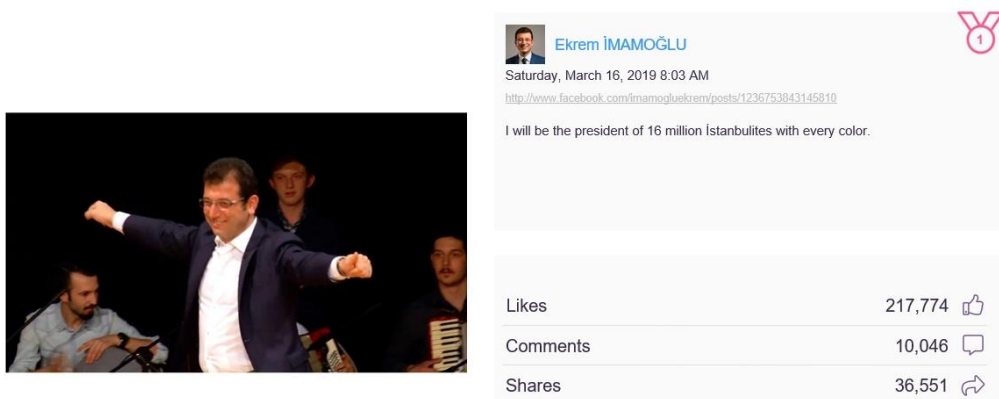 1
Ekrem İMAMOĞLU
Saturday, March 16, 2019 8:03 AM
http://www.facebook.com/imamogluekrem/posts/1236753843145810
I will be the president of 16 million İstanbulites with every color.
Likes 217,774
Comments 10,046
Shares 36,551